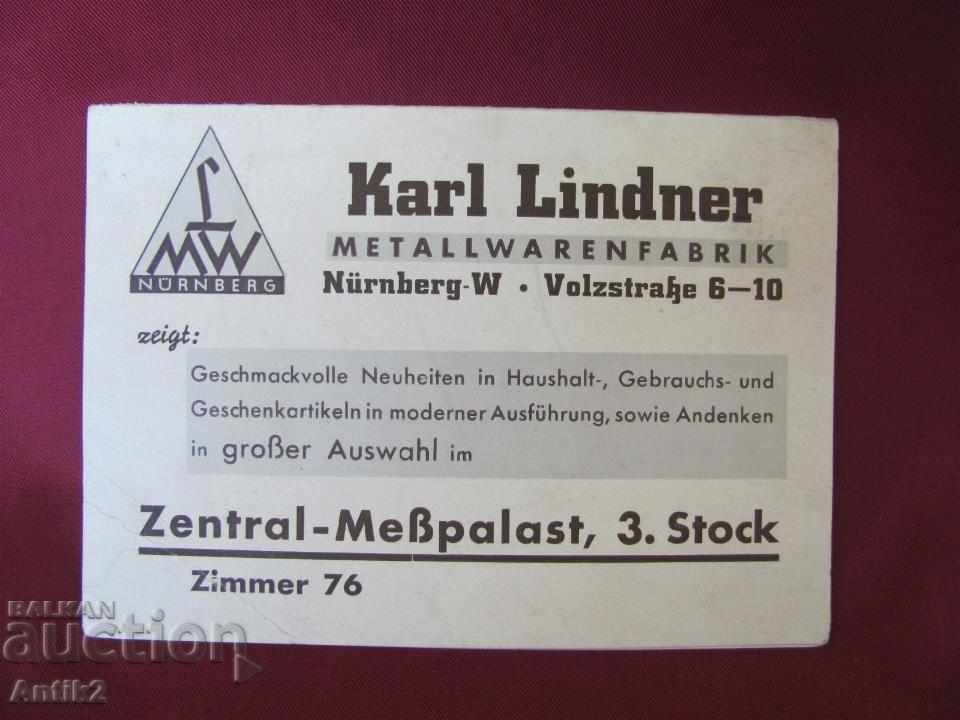 L
MW
NÜRNBERG
Karl Lindner
METALLWARENFABRIK
Nürnberg-W • Volzstraße 6—10
zeigt:
Geschmackvolle Neuheiten in Haushalt-, Gebrauchs- und
Geschenkartikeln in moderner Ausführung, sowie Andenken
in großer Auswahl im
Zentral-Meßpalast, 3. Stock
Zimmer 76
BALKAN
auction
Antik2